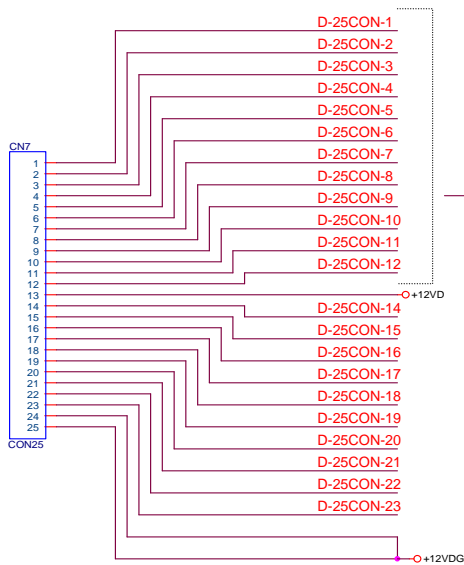 D-25CON-1
D-25CON-2
D-25CON-3
D-25CON-4
D-25CON-5
D-25CON-6
D-25CON-7
D-25CON-8
D-25CON-9
D-25CON-10
D-25CON-11
D-25CON-12
+12VD
D-25CON-14
D-25CON-15
D-25CON-16
D-25CON-17
D-25CON-18
D-25CON-19
D-25CON-20
D-25CON-21
D-25CON-22
D-25CON-23
+12VDG
CN7
1
2
3
4
5
6
7
8
9
10
11
12
13
14
15
16
17
18
19
20
21
22
23
24
25
CON25